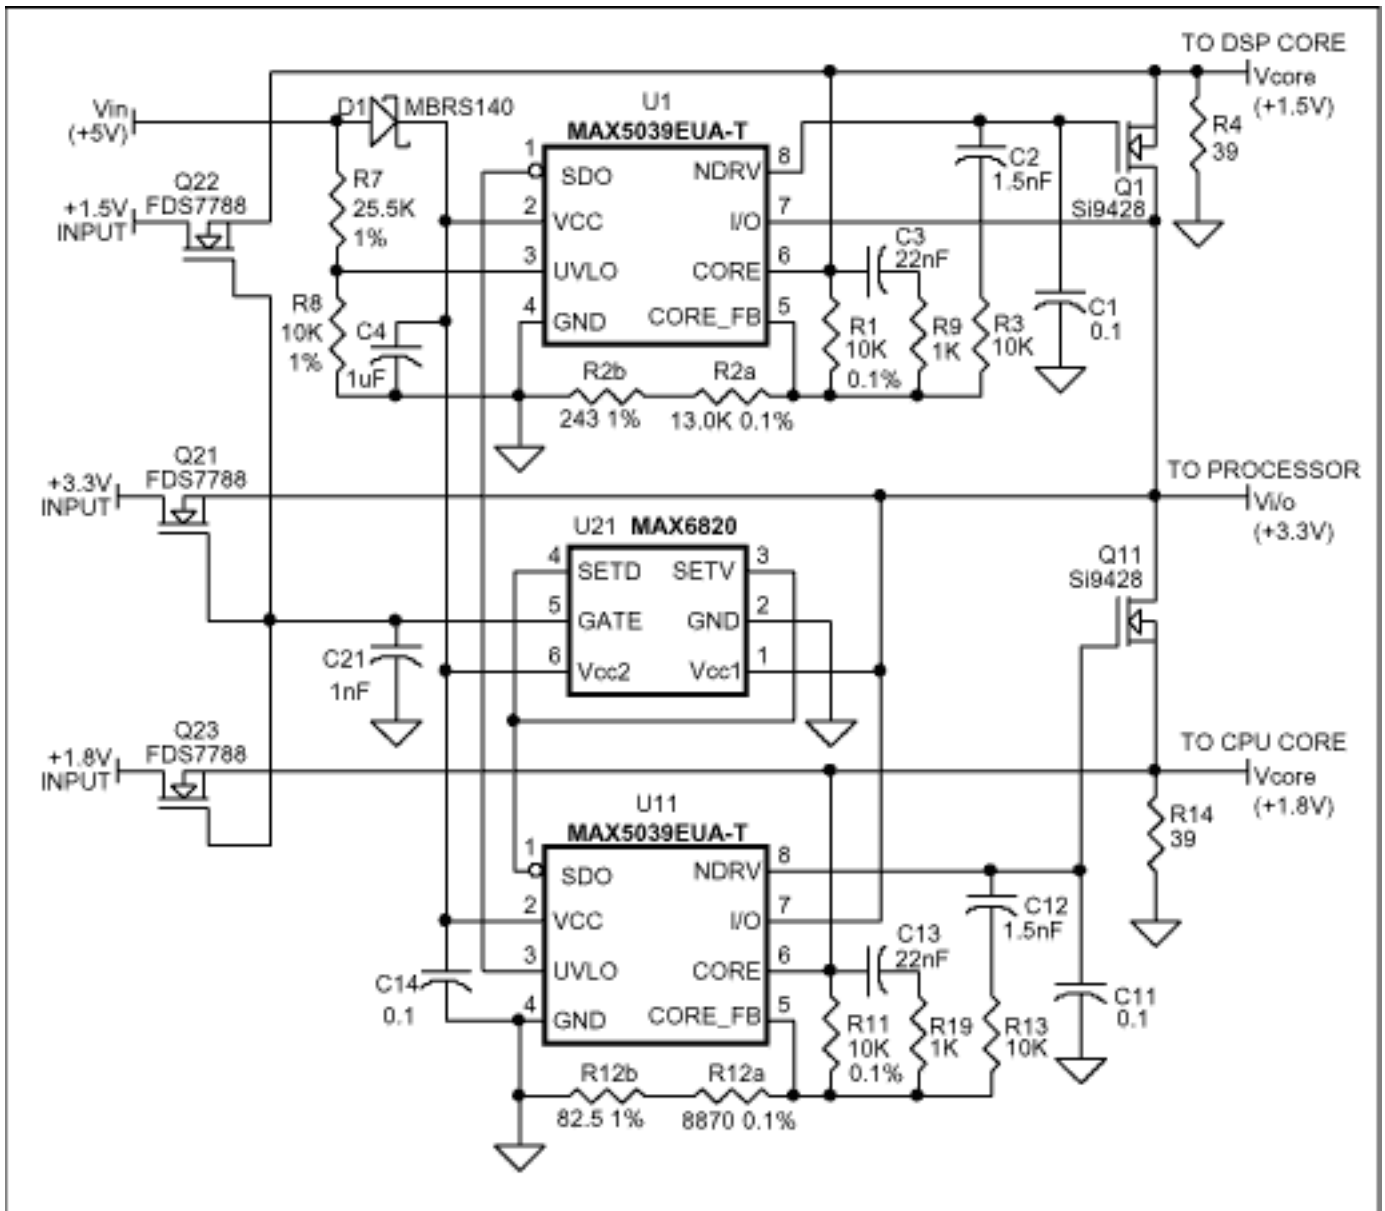 TO DSP CORE
Vcore
(+1.5V)
Vin
(+5V)
D1
MBRS140
U1
MAX5039EUA-T
1
SDO
2
VCC
3
UVLO
4
GND
NDRV
8
I/O
7
CORE
6
CORE_FB
5
Q22
FDS7788
+1.5V
INPUT
R7
25.5K
1%
R8
10K
1%
C4
1uF
R2b
243 1%
R2a
13.0K 0.1%
C2
1.5nF
C3
22nF
R1
10K
0.1%
R9
1K
R3
10K
C1
0.1
Q1
Si9428
R4
39
Q21
FDS7788
+3.3V
INPUT
TO PROCESSOR
Vi/o
(+3.3V)
U21 MAX6820
4
SETD
5
GATE
6
Vcc2
SETV
3
GND
2
Vcc1
1
Q11
Si9428
C21
1nF
Q23
FDS7788
+1.8V
INPUT
TO CPU CORE
Vcore
(+1.8V)
U11
MAX5039EUA-T
1
SDO
2
VCC
3
UVLO
4
GND
NDRV
8
I/O
7
CORE
6
CORE_FB
5
R14
39
C12
1.5nF
C13
22nF
C14
0.1
R11
10K
0.1%
R19
1K
R13
10K
C11
0.1
R12b
82.5 1%
R12a
8870 0.1%